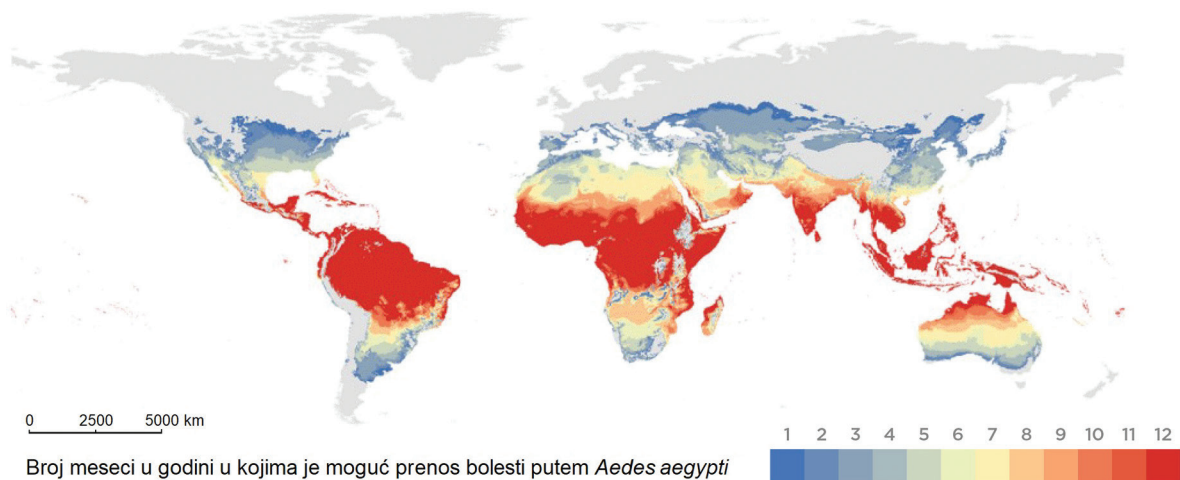 0 2500 5000 km
1 2 3 4 5 6 7 8 9 10 11 12
Broj meseci u godini u kojima je moguć prenos bolesti putem Aedes aegypti